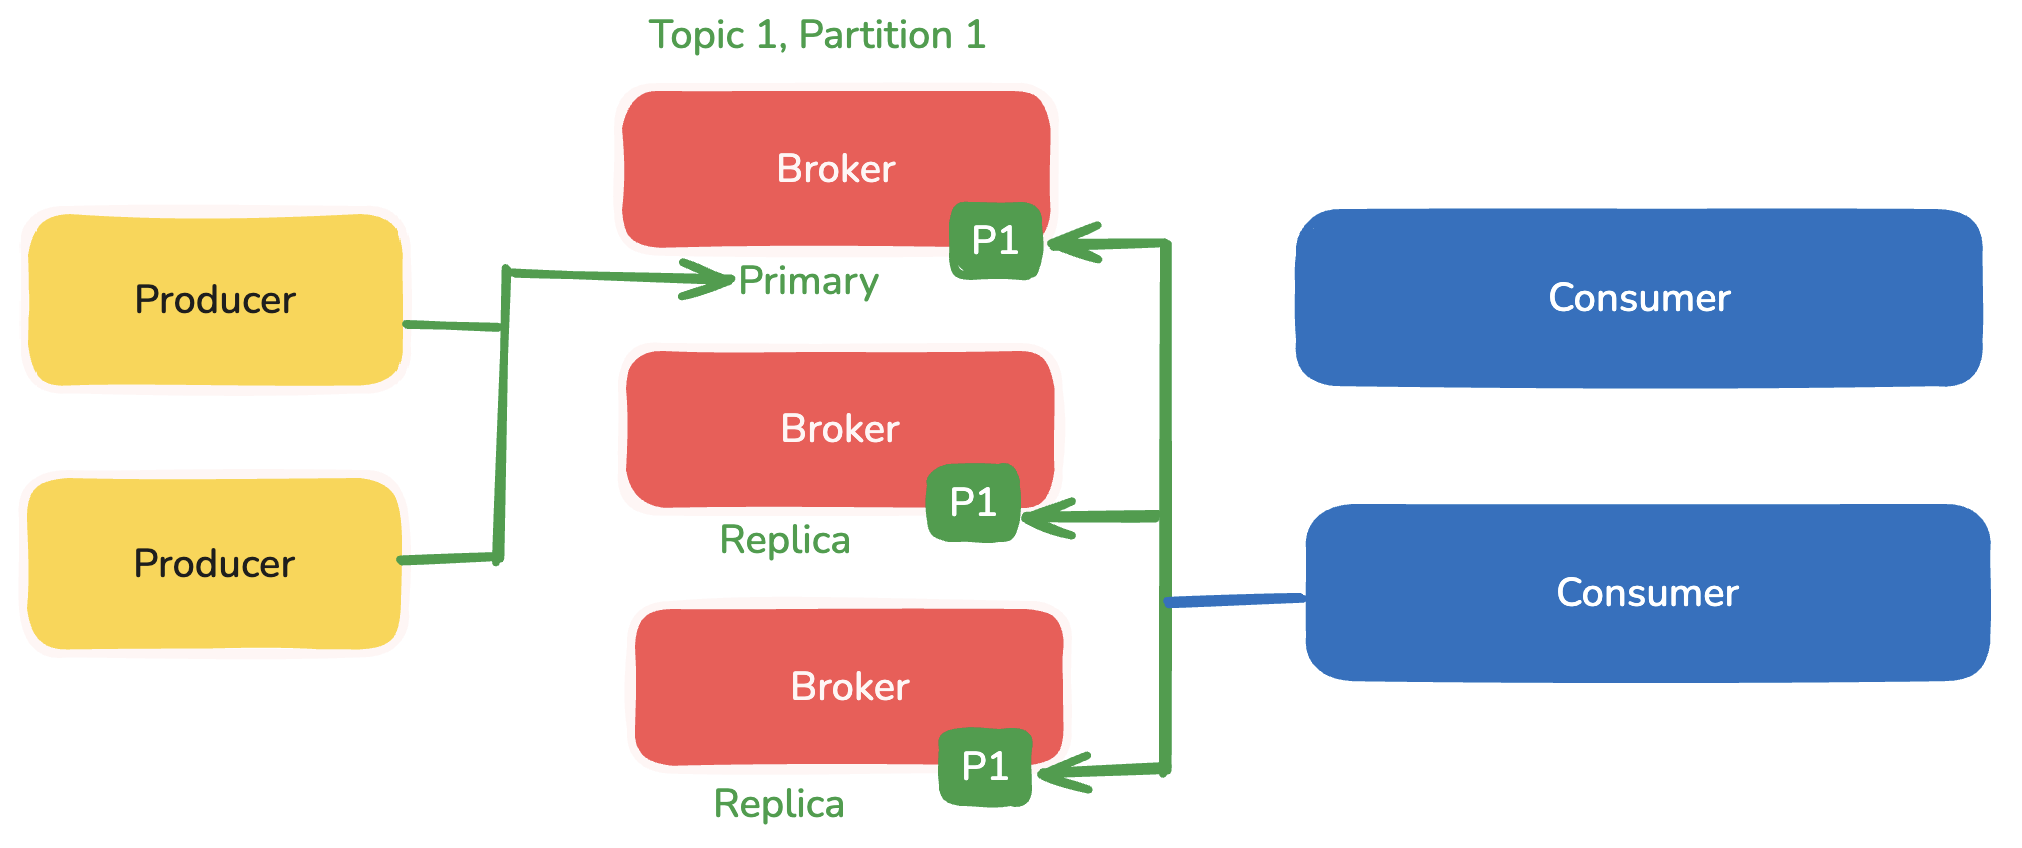 Topic 1, Partition 1
Broker
P1
Primary
Producer
Consumer
Broker
P1
Replica
Producer
Consumer
Broker
P1
Replica